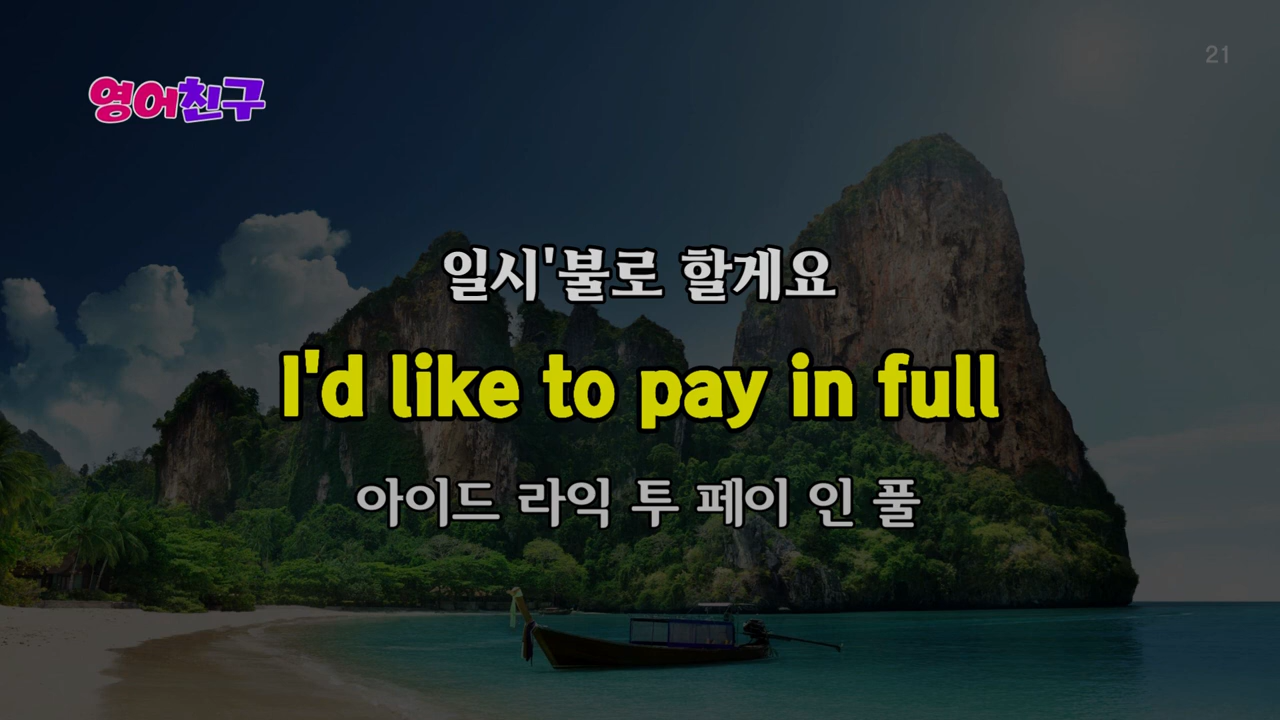 21
영어친구
일시'불로 할게요
I'd like to pay in full
아이드 라익 투 페이 인 풀